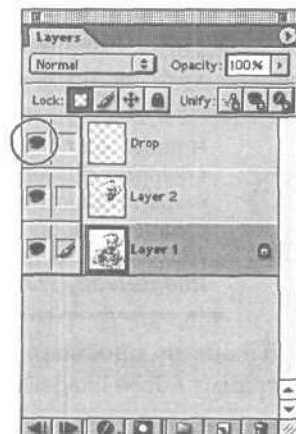 Layers
Normal Opacity: 100%
Lock: Unify:
Drop
Layer 2
Layer 1